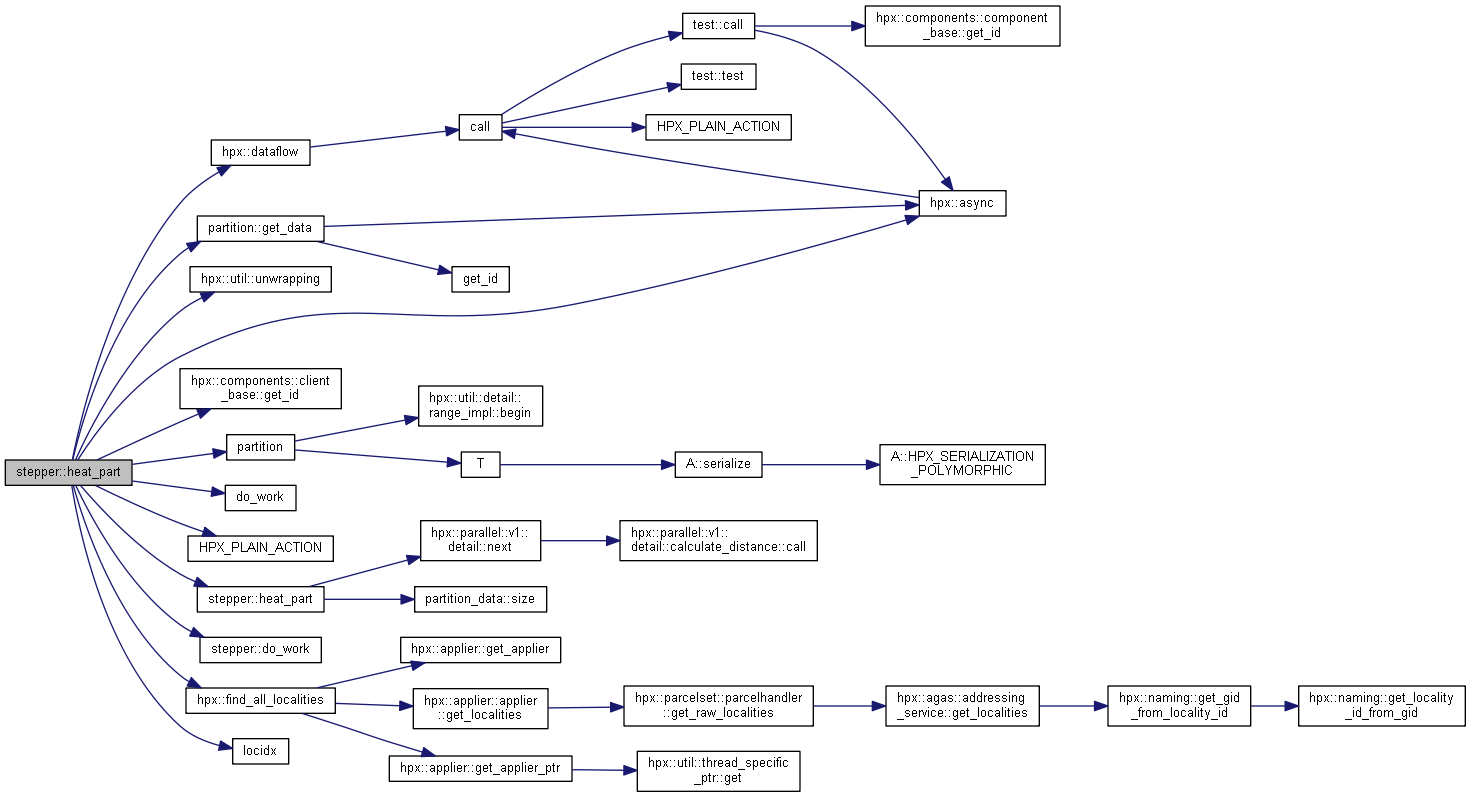 test::call
hpx::components::component
_base::get_id
test::test
call
HPX_PLAIN_ACTION
hpx::dataflow
hpx::async
partition::get_data
get_id
hpx::util::unwrapping
hpx::components::client
_base::get_id
hpx::util::detail::
range_impl::begin
partition
T
A::serialize
A::HPX_SERIALIZATION
_POLYMORPHIC
stepper::heat_part
do_work
HPX_PLAIN_ACTION
hpx::parallel::v1::
detail::next
hpx::parallel::v1::
detail::calculate_distance::call
stepper::heat_part
partition_data::size
stepper::do_work
hpx::applier::get_applier
hpx::find_all_localities
hpx::applier::applier
::get_localities
hpx::parcelset::parcelhandler
::get_raw_localities
hpx::agas::addressing
_service::get_localities
hpx::naming::get_gid
_from_locality_id
hpx::naming::get_locality
_id_from_gid
locidx
hpx::applier::get_applier_ptr
hpx::util::thread_specific
_ptr::get